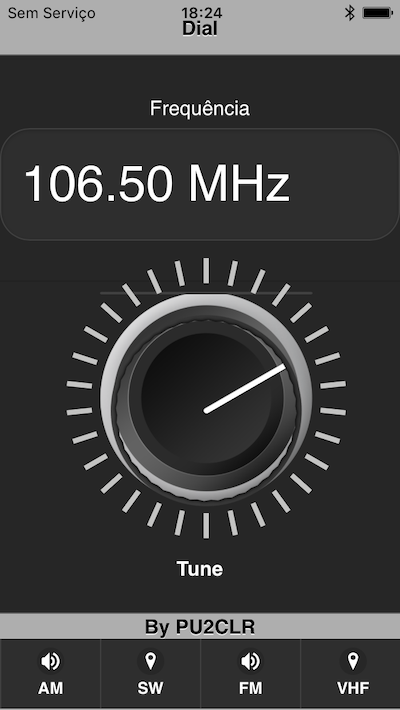 Sem Serviço 18:24
Dial
Frequência
106.50 MHz
Tune
By PU2CLR
AM SW FM VHF